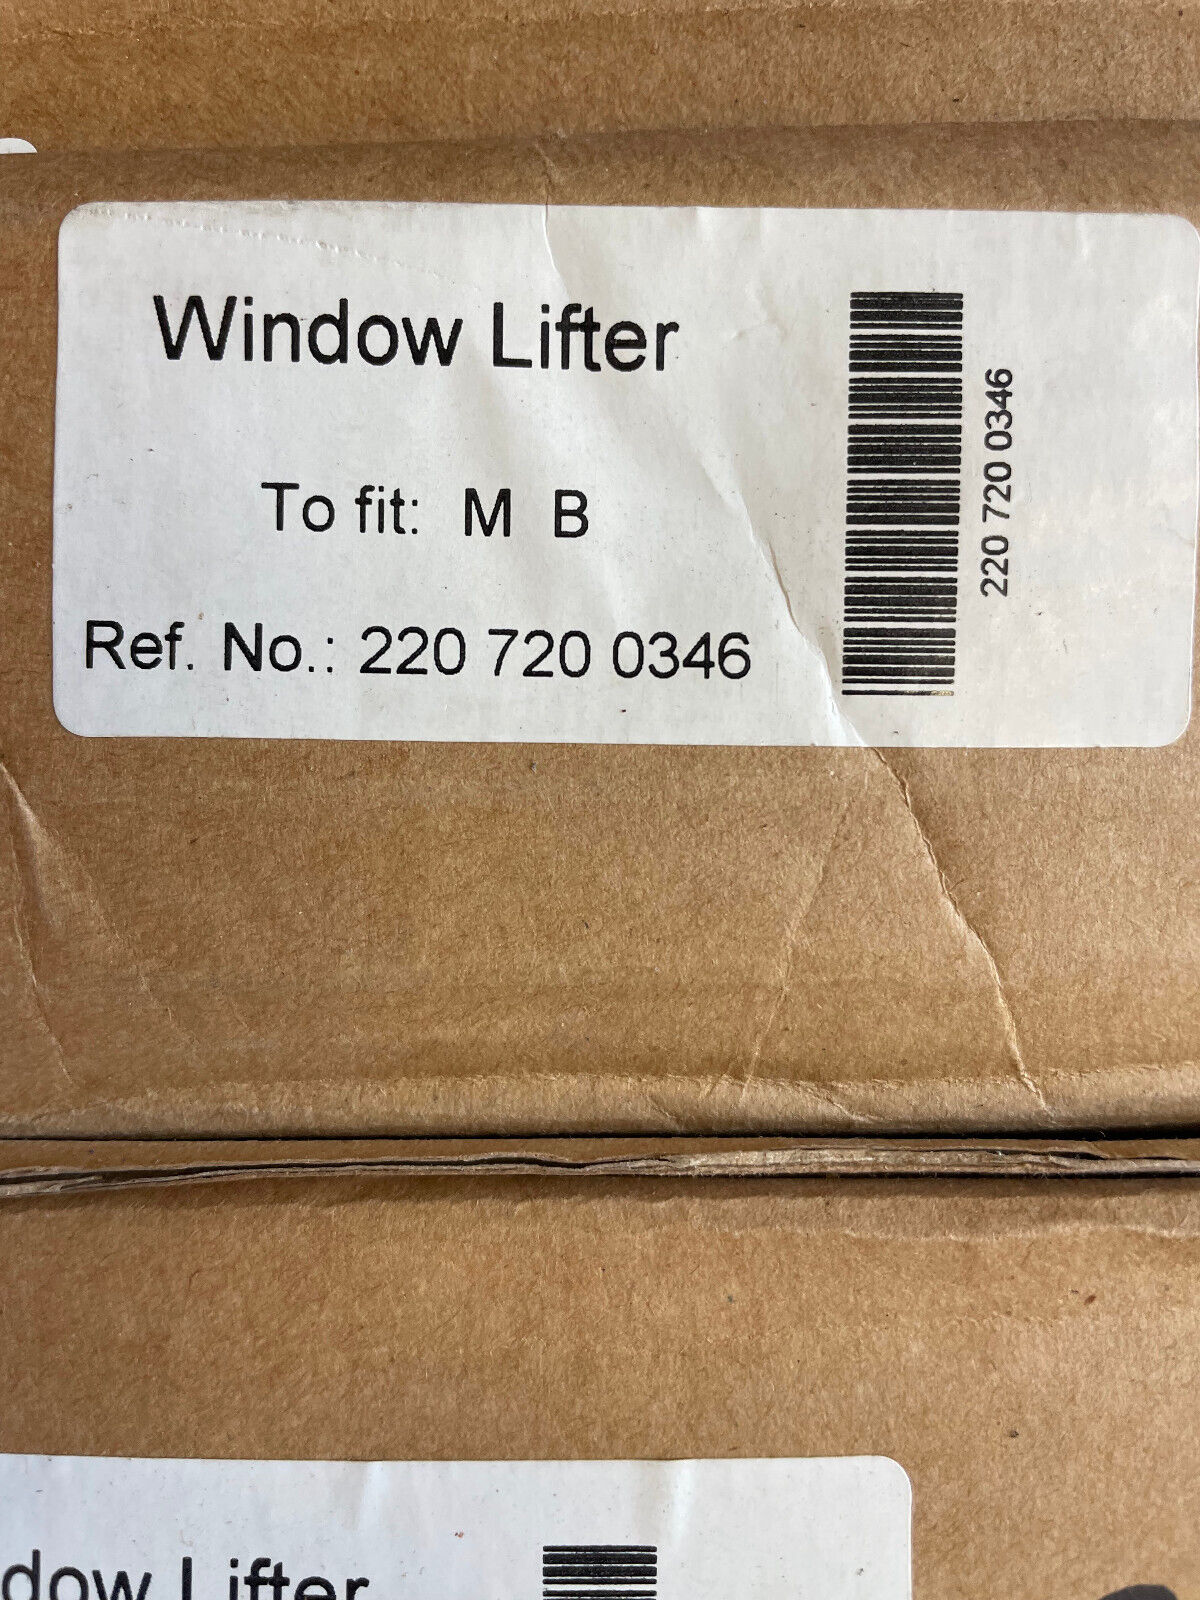 Window Lifter
To fit: M B
Ref. No.: 220 720 0346
220 720 0346
dow Lifter